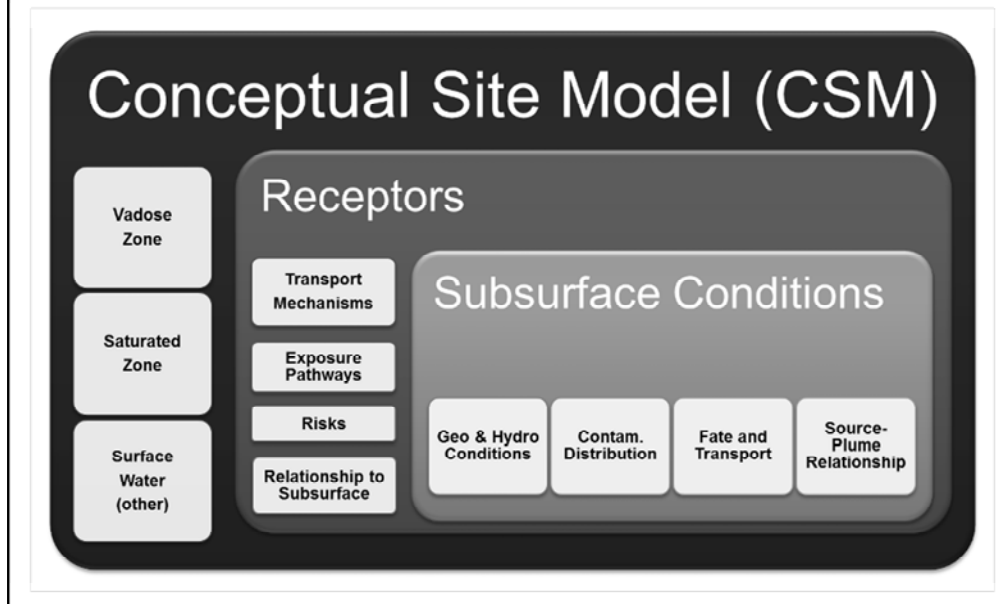 Conceptual Site Model (CSM)
Vadose
Zone
Saturated
Zone
Surface
Water
(other)
Receptors
Transport
Mechanisms
Exposure
Pathways
Risks
Relationship to
Subsurface
Subsurface Conditions
Geo & Hydro
Conditions
Contam.
Distribution
Fate and
Transport
Source-
Plume
Relationship